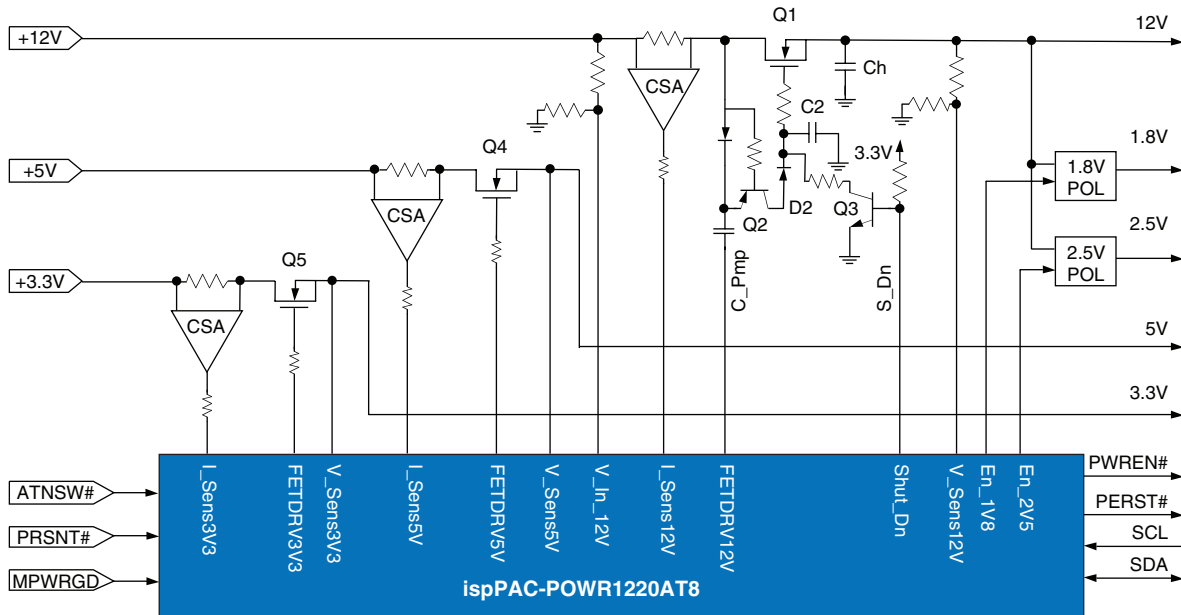 Q1
12V
+12V
CSA
Ch
C2
1.8V
3.3V
+5V
Q4
1.8V
POL
CSA
Q2
D2
Q3
2.5V
2.5V
POL
+3.3V
Q5
C_Pmp
S_Dn
CSA
5V
3.3V
I_Sens3V3
FETDRV3V3
V_Sens3V3
I_Sens5V
FETDRV5V
V_Sens5V
V_In_12V
I_Sens12V
FETDRV12V
Shut_Dn
V_Sens12V
En_1V8
En_2V5
PWREN#
ATNSW#
PERST#
PRSNT#
SCL
MPWRGD
SDA
ispPAC-POWR1220AT8